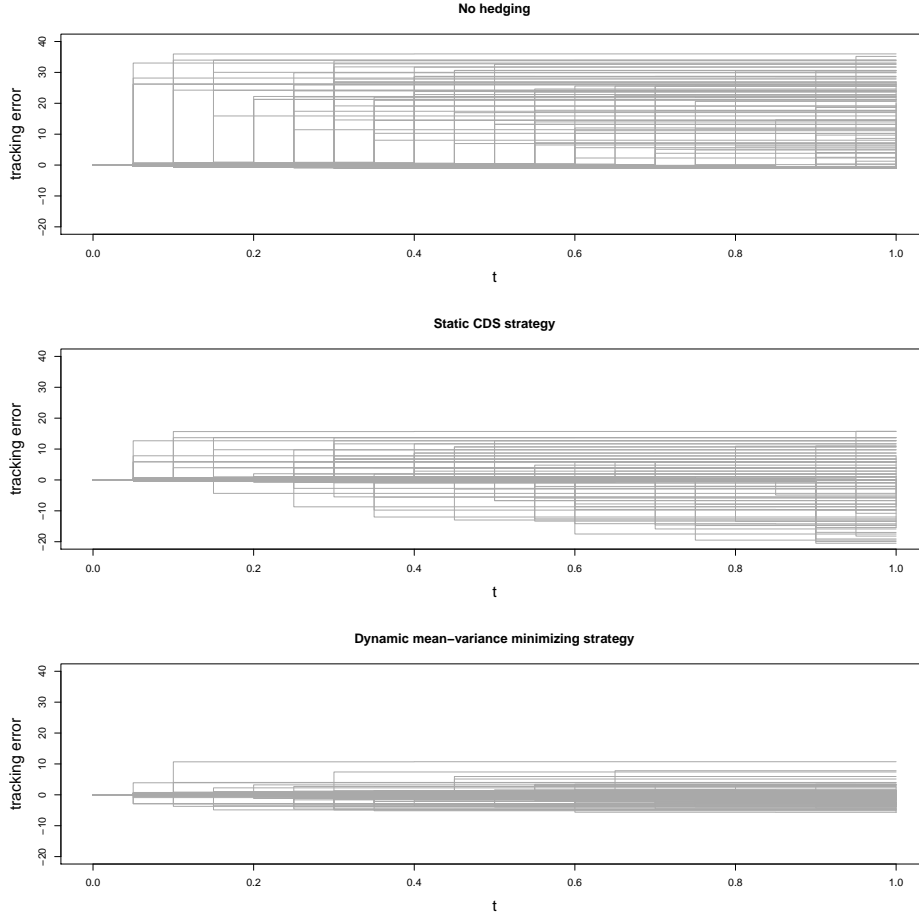 No hedging
40
30
20
10
0
−10
−20
tracking error
0.0 0.2 0.4 0.6 0.8 1.0
t
Static CDS strategy
40
30
20
10
0
−10
−20
tracking error
0.0 0.2 0.4 0.6 0.8 1.0
t
Dynamic mean−variance minimizing strategy
40
30
20
10
0
−10
−20
tracking error
0.0 0.2 0.4 0.6 0.8 1.0
t